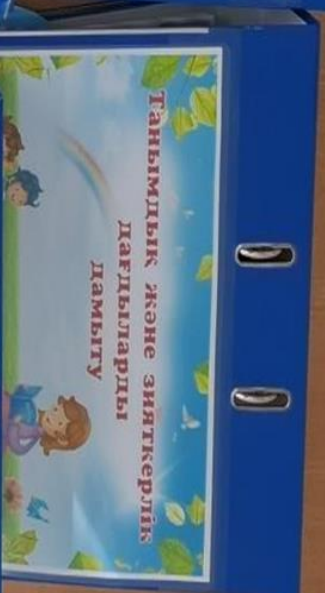 Танымдық және зияткерлік
дағдыларды
дамыту